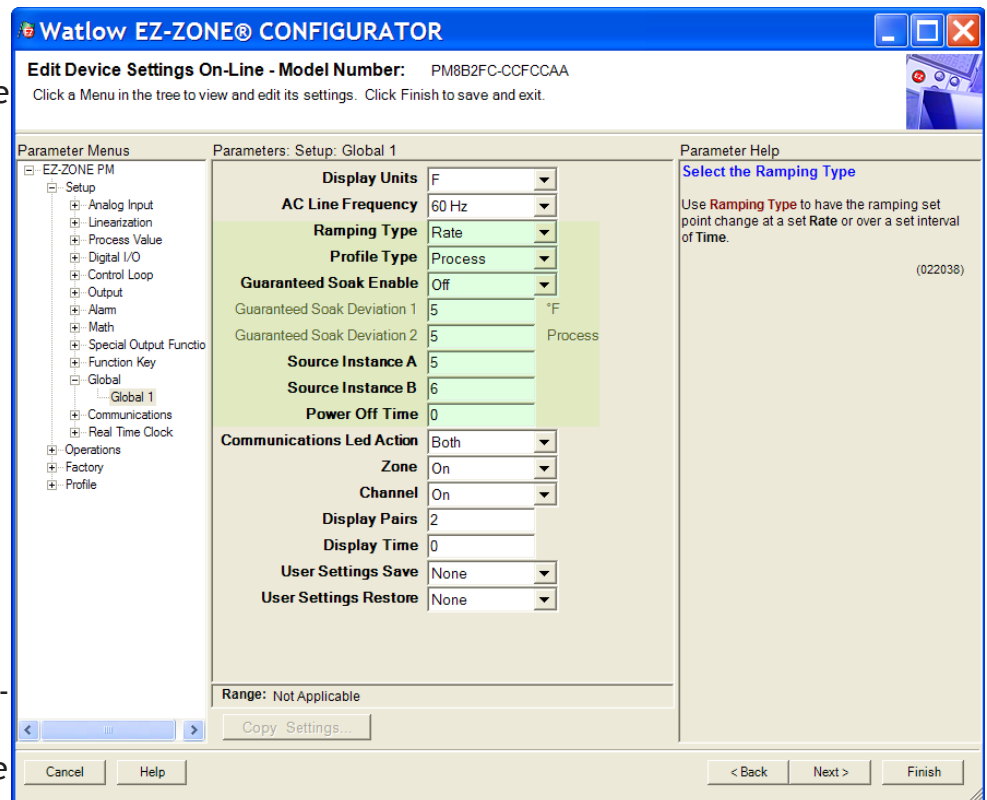 Watlow EZ-ZONE® CONFIGURATOR
Edit Device Settings On-Line - Model Number: PM8B2FC-CCFCCAA
Click a Menu in the tree to view and edit its settings. Click Finish to save and exit.
Parameter Menus
EZ-ZONE PM
Setup
Analog Input
Linearization
Process Value
Digital I/O
Control Loop
Output
Alarm
Math
Special Output Functio
Function Key
Global
Global 1
Communications
Real Time Clock
Operations
Factory
Profile
Parameters: Setup: Global 1
Display Units F
AC Line Frequency 60 Hz
Ramping Type Rate
Profile Type Process
Guaranteed Soak Enable Off
Guaranteed Soak Deviation 1 5 °F
Guaranteed Soak Deviation 2 5 Process
Source Instance A 5
Source Instance B 6
Power Off Time 0
Communications Led Action Both
Zone On
Channel On
Display Pairs 2
Display Time 0
User Settings Save None
User Settings Restore None
Range: Not Applicable
Copy Settings...
Parameter Help
Select the Ramping Type
Use Ramping Type to have the ramping set
point change at a set Rate or over a set interval
of Time.
(022038)
Cancel Help < Back Next > Finish
e
-
e